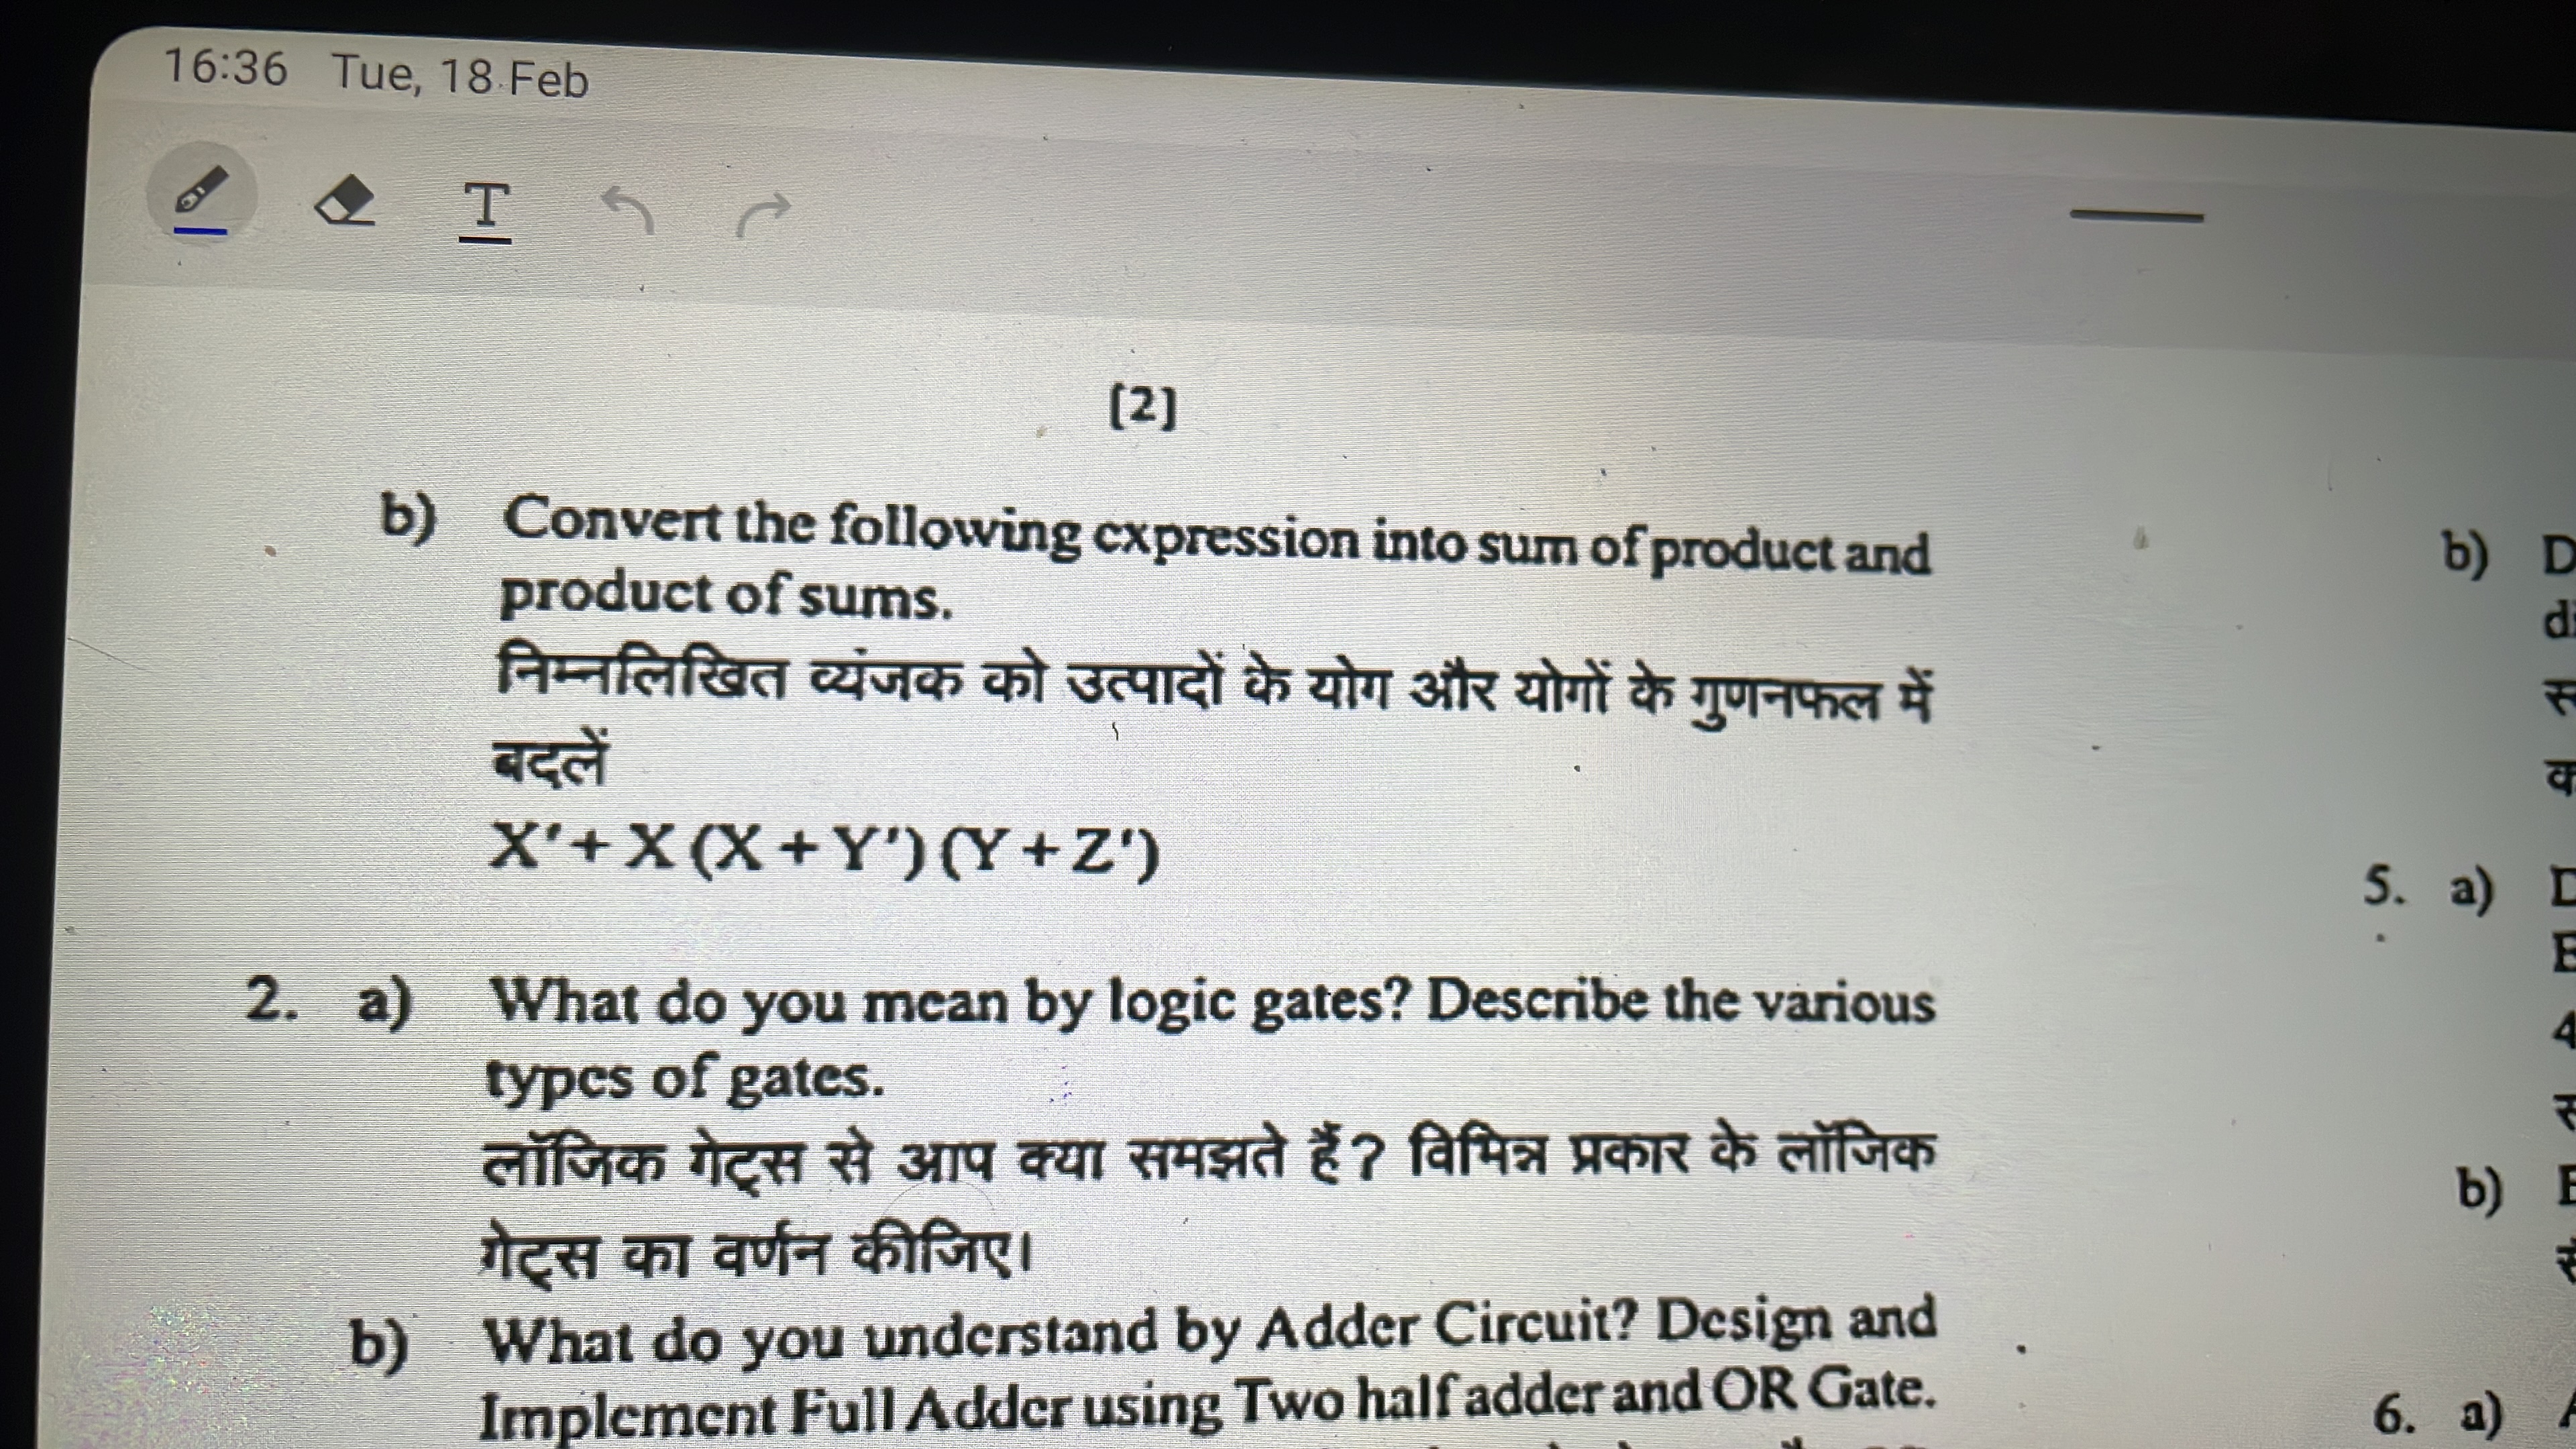 16:36 Tue, 18 Feb
T
[2]
b) Convert the following expression into sum of product and
product of sums.
निम्नलिखित व्यंजक को उत्पादों के योग और योगों के गुणनफल में
बदलें
X'+ X (X + Y') (Y + Z')
2. a) What do you mean by logic gates? Describe the various
types of gates.
लॉजिक गेट्स से आप क्या समझते हैं? विभिन्न प्रकार के लॉजिक
गेट्स का वर्णन कीजिए।
b) What do you understand by Adder Circuit? Design and
Implement Full Adder using Two half adder and OR Gate.
b)
5. a)
b)
6. a)